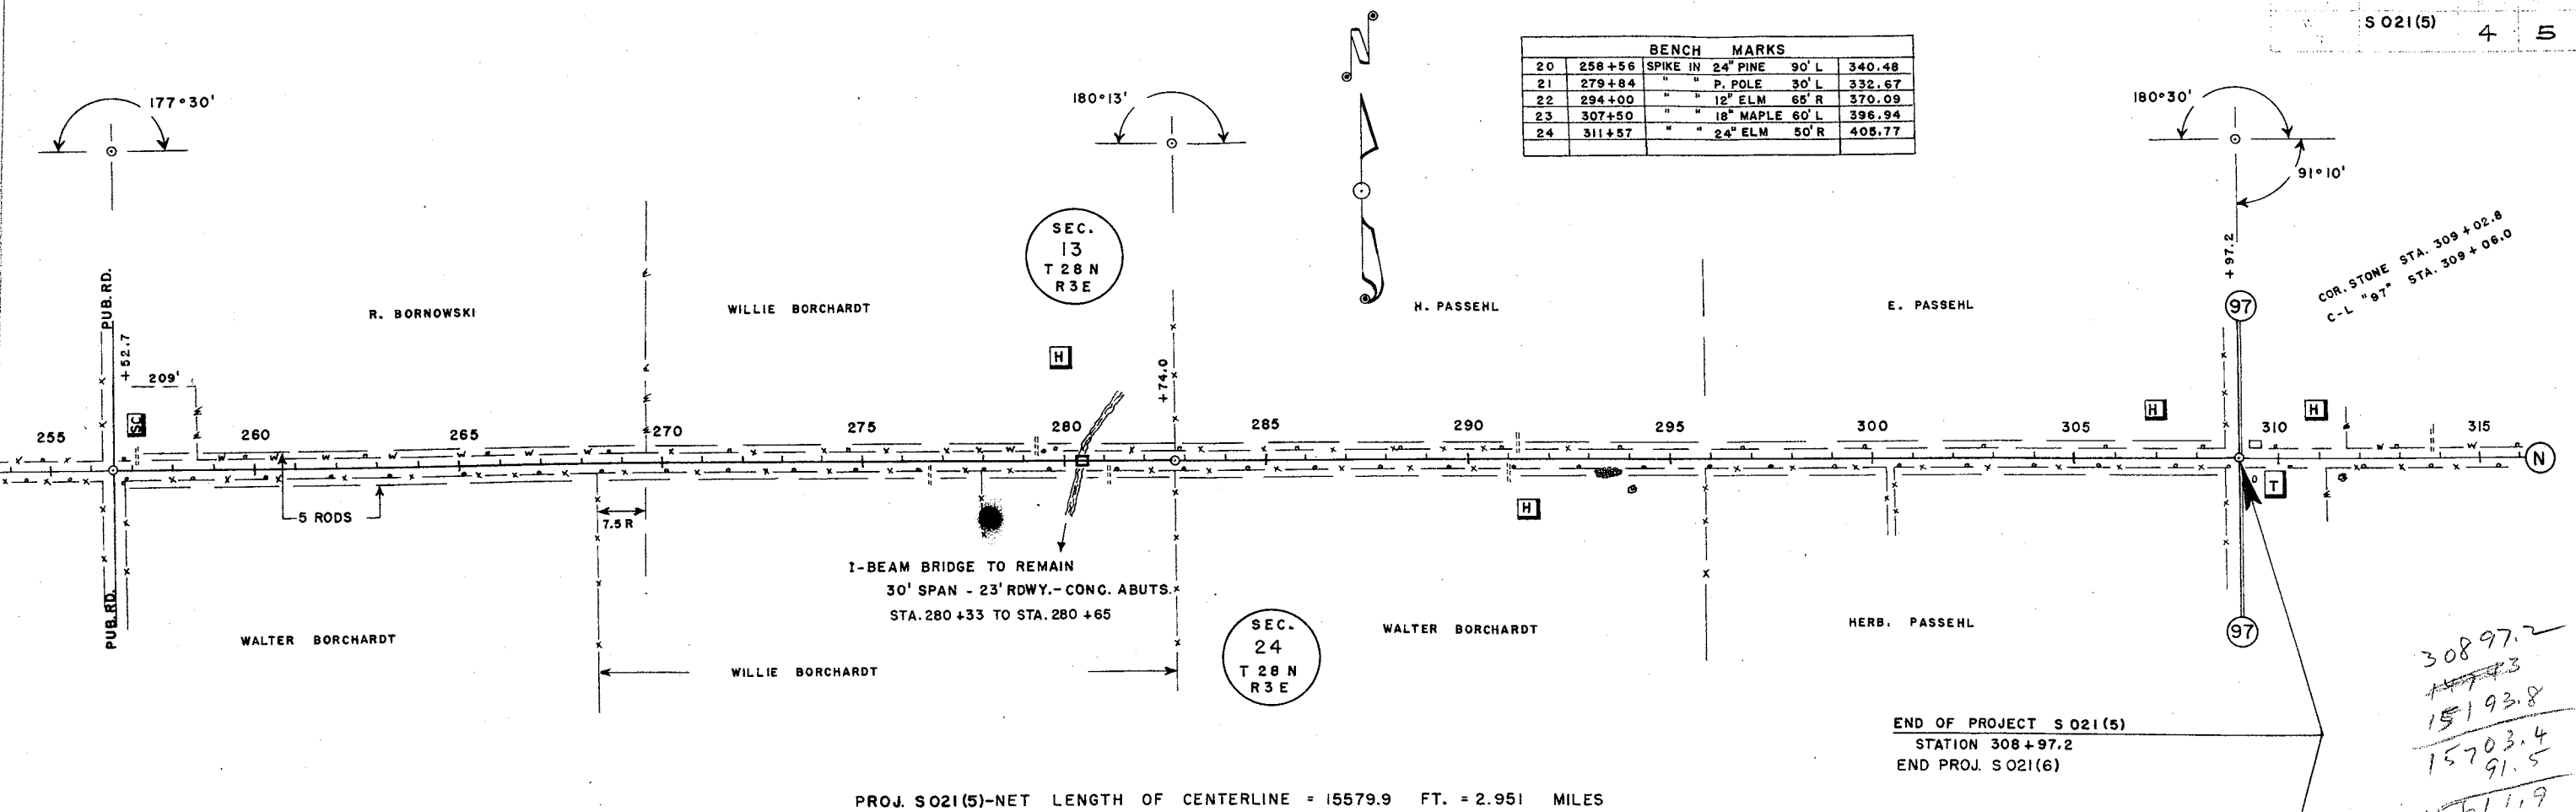 S 021(5) 4 5
BENCH MARKS
20 258+56 SPIKE IN 24" PINE 90' L 340.48
21 279+84 " " P. POLE 30' L 332.67
22 294+00 " " 12" ELM 65' R 370.09
23 307+50 " " 18" MAPLE 60' L 396.94
24 311+57 " " 24" ELM 50' R 405.77
N
S
177°30'
180°13'
180°30'
91°10'
SEC.
13
T 28 N
R 3 E
COR. STONE STA. 309+02.8
C-L "97" STA. 309+06.0
R. BORNOWSKI
WILLIE BORCHARDT
H. PASSEHL
E. PASSEHL
PUB. RD.
+52.7
209'
+74.0
+97.2
97
SC
H
H
H
255 260 265 270 275 280 285 290 295 300 305 310 315
N
T
H
5 RODS
7.5 R
I-BEAM BRIDGE TO REMAIN
30' SPAN - 23' RDWY.- CONC. ABUTS.
STA. 280+33 TO STA. 280+65
PUB. RD.
WALTER BORCHARDT
WILLIE BORCHARDT
SEC.
24
T 28 N
R 3 E
WALTER BORCHARDT
HERB. PASSEHL
97
END OF PROJECT S 021(5)
STATION 308+97.2
END PROJ. S 021(6)
30897.2
15193.8
15703.4
91.5
PROJ. S 021(5)-NET LENGTH OF CENTERLINE = 15579.9 FT. = 2.951 MILES